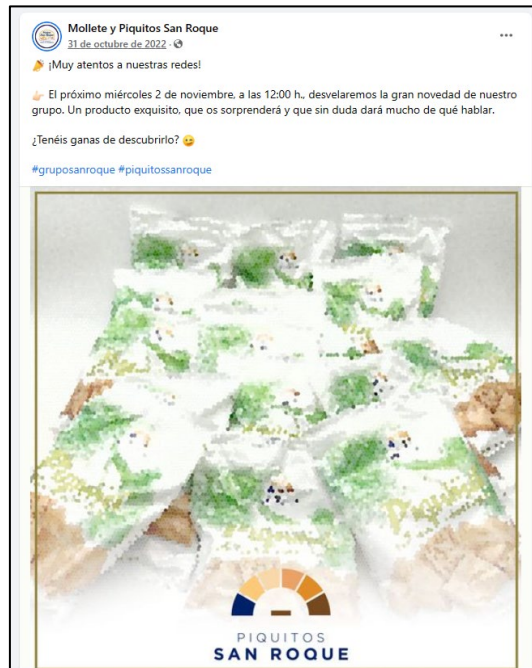 Mollete y Piquitos San Roque
31 de octubre de 2022 ·
¡Muy atentos a nuestras redes!
El próximo miércoles 2 de noviembre, a las 12:00 h., desvelaremos la gran novedad de nuestro
grupo. Un producto exquisito, que os sorprenderá y que sin duda dará mucho de qué hablar.
¿Tenéis ganas de descubrirlo?
#gruposanroque #piquitossanroque
PIQUITOS
SAN ROQUE